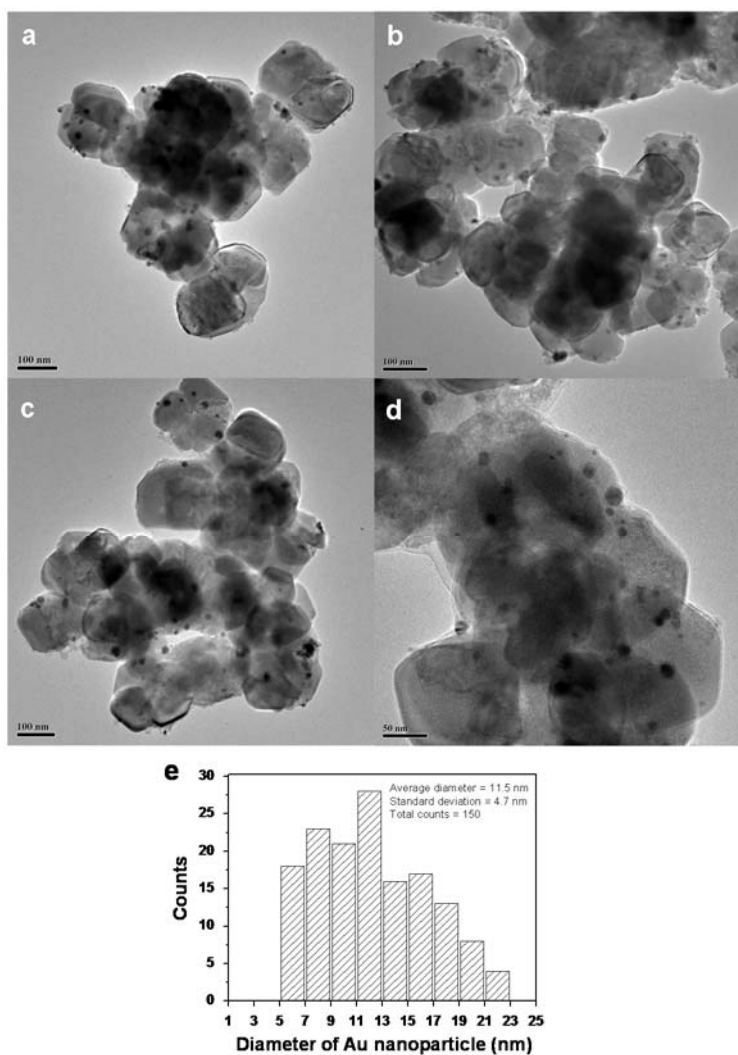 a
b
100 nm
100 nm
c
d
100 nm
50 nm
e
Average diameter = 11.5 nm
Standard deviation = 4.7 nm
Total counts = 150
30
25
20
15
10
5
0
Counts
1 3 5 7 9 11 13 15 17 19 21 23 25
Diameter of Au nanoparticle (nm)